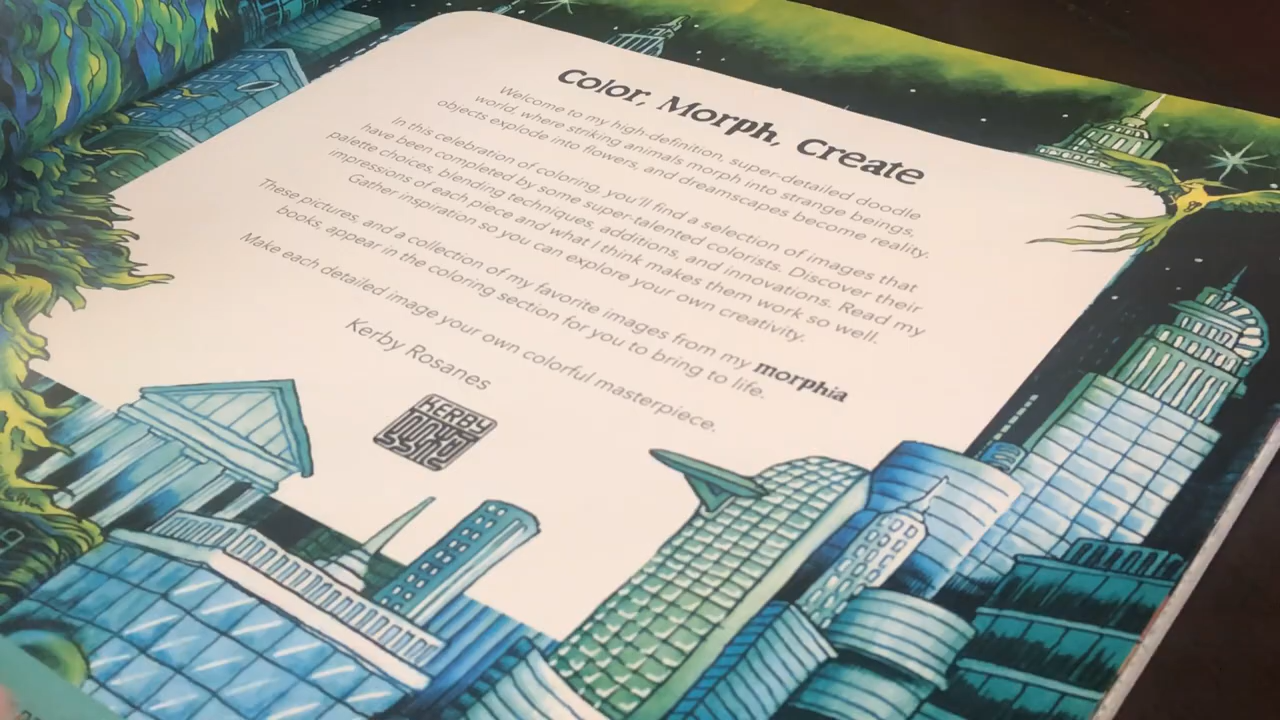 Color, Morph, Create
Welcome to my high-definition, super-detailed doodle
world, where striking animals morph into strange beings,
objects explode into flowers, and dreamscapes become reality.
In this celebration of coloring, you'll find a selection of images that
have been completed by some super-talented colorists. Discover their
palette choices, blending techniques, additions, and innovations. Read my
impressions of each piece and what I think makes them work so well.
Gather inspiration so you can explore your own creativity.
These pictures, and a collection of my favorite images from my morphia
books, appear in the coloring section for you to bring to life.
Make each detailed image your own colorful masterpiece.
Kerby Rosanes
KERBY